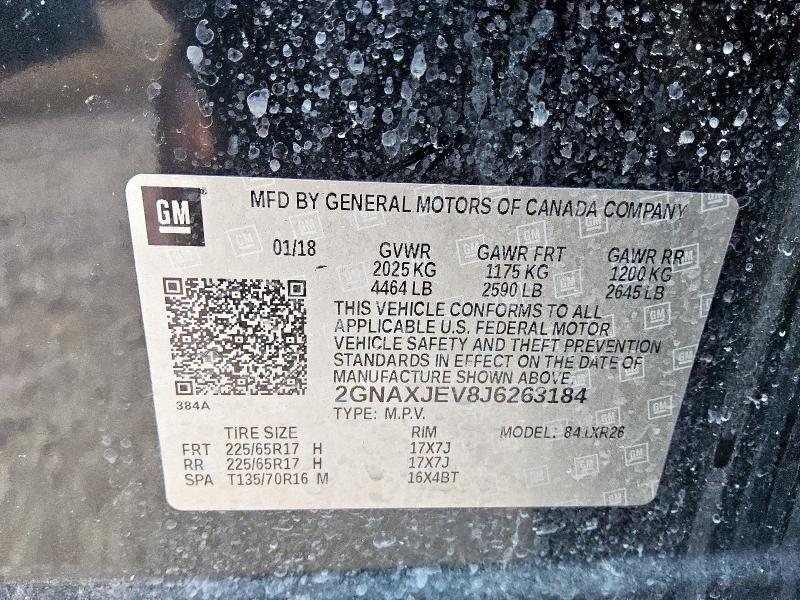 GM
MFD BY GENERAL MOTORS OF CANADA COMPANY
01/18 GVWR GAWR FRT GAWR RR
2025 KG 1175 KG 1200 KG
4464 LB 2590 LB 2645 LB
THIS VEHICLE CONFORMS TO ALL
APPLICABLE U.S. FEDERAL MOTOR
VEHICLE SAFETY AND THEFT PREVENTION
STANDARDS IN EFFECT ON THE DATE OF
MANUFACTURE SHOWN ABOVE.
2GNAXJEV8J6263184
384A
TYPE: M.P.V.
TIRE SIZE RIM MODEL:
FRT 225/65R17 H 17X7J
RR 225/65R17 H 17X7J
SPA T135/70R16 M 16X4BT